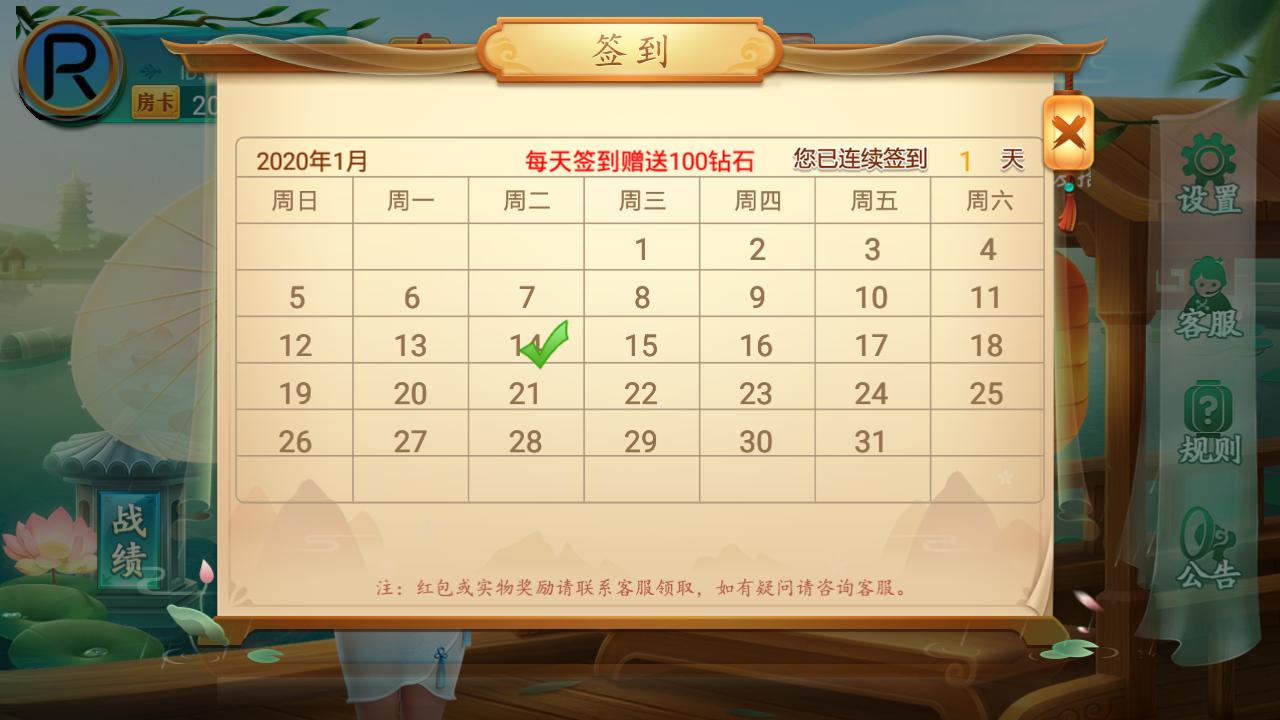 签到
R
ID:
房卡 20
2020年1月 每天签到赠送100钻石 您已连续签到 1 天
周日 周一 周二 周三 周四 周五 周六
1 2 3 4
5 6 7 8 9 10 11
12 13 14 15 16 17 18
19 20 21 22 23 24 25
26 27 28 29 30 31
注：红包或实物奖励请联系客服领取，如有疑问请咨询客服。
设置
客服
规则
公告
战绩